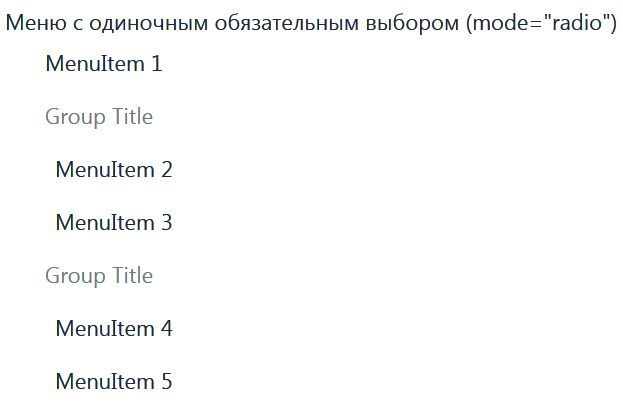 Меню с одиночным обязательным выбором (mode="radio")
MenuItem 1
Group Title
MenuItem 2
MenuItem 3
Group Title
MenuItem 4
MenuItem 5